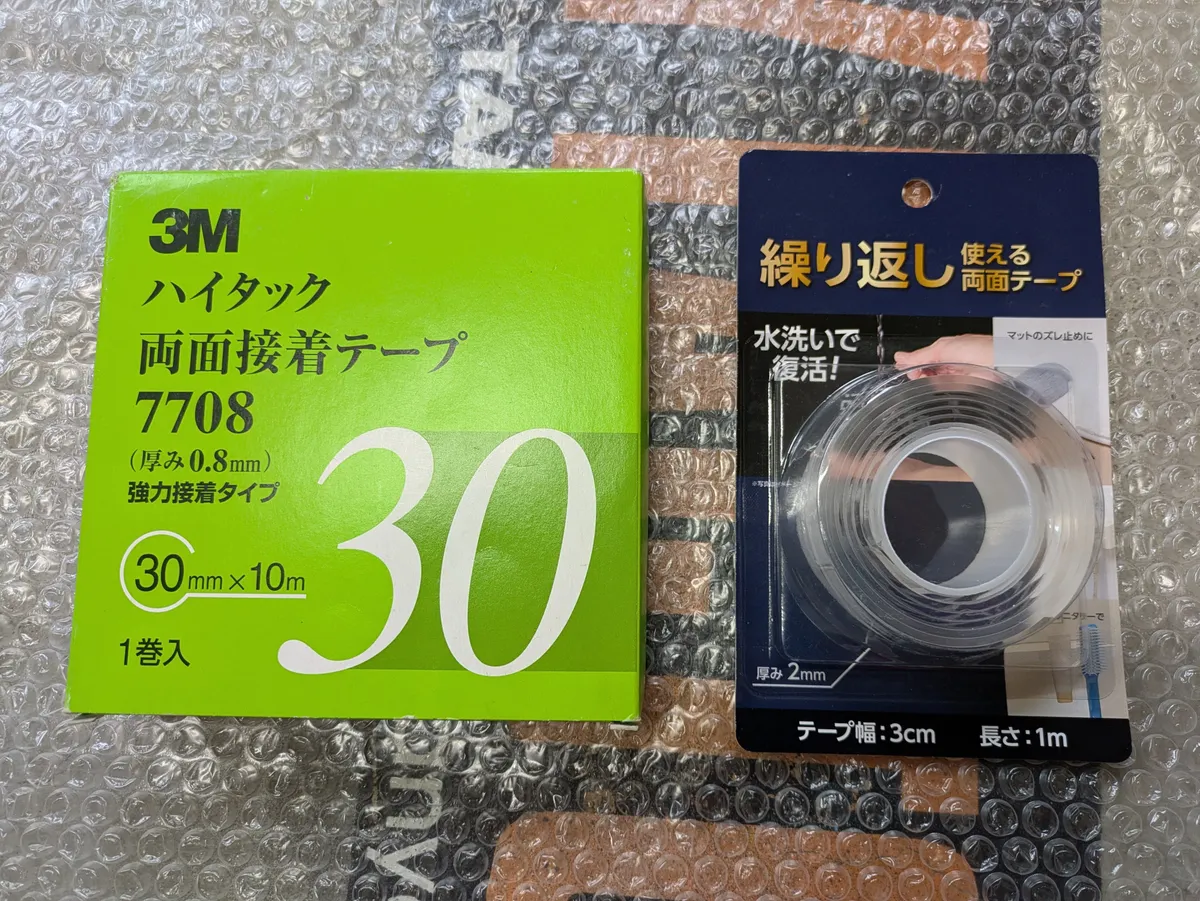 3M
ハイタック
両面接着テープ
7708
(厚み0.8mm)
強力接着タイプ
30mm×10m
30
1巻入
繰り返し
使える
両面テープ
水洗いで
復活!
マットのズレ止めに
厚み2mm
テープ幅:3cm 長さ:1m